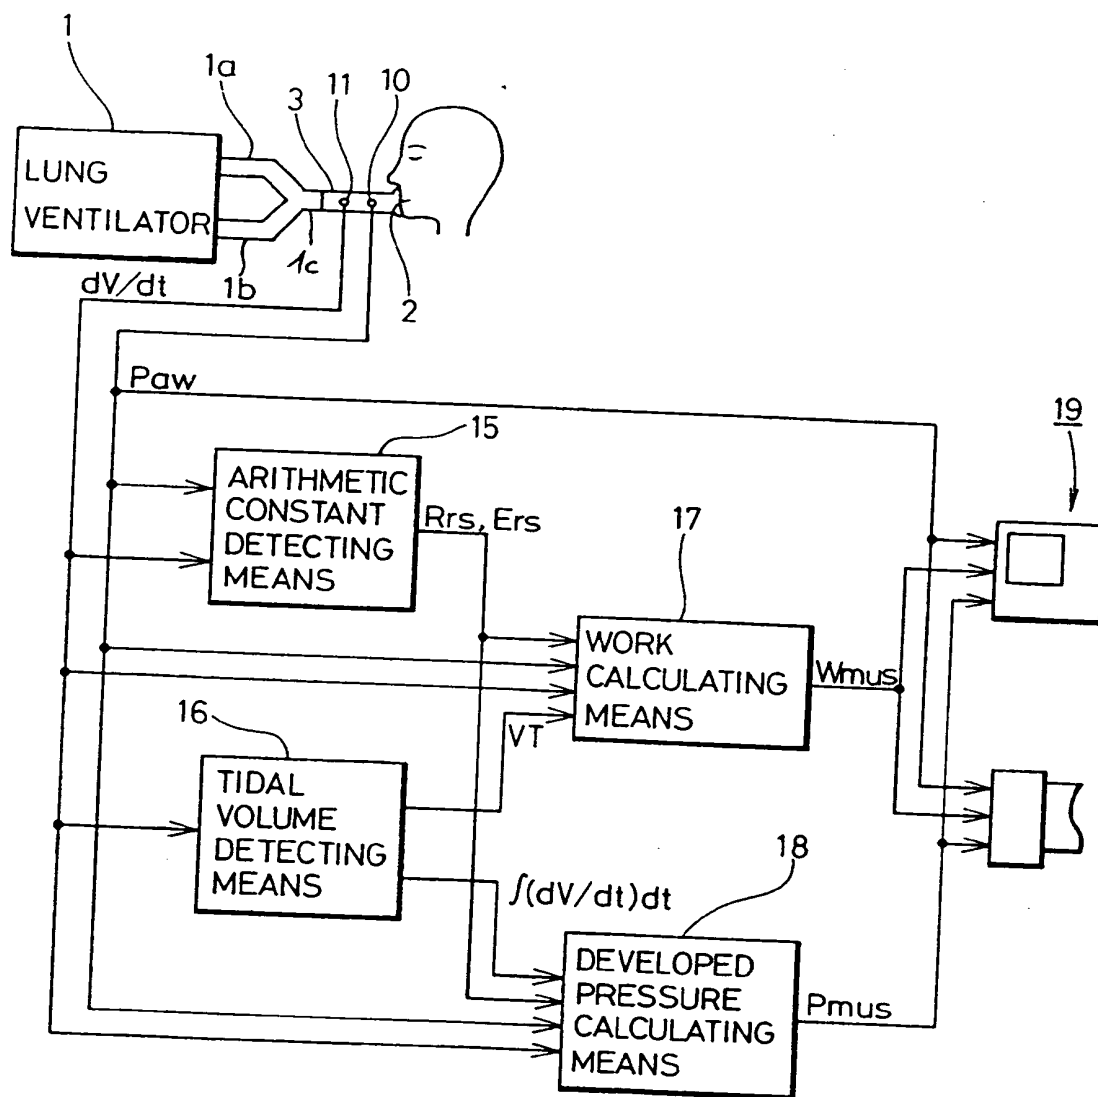 1
1a
11
10
3
LUNG
VENTILATOR
1c
1b
2
dV/dt
Paw
19
15
ARITHMETIC
CONSTANT
DETECTING
MEANS
Rrs, Ers
17
WORK
CALCULATING
MEANS
Wmus
16
VT
TIDAL
VOLUME
DETECTING
MEANS
∫(dV/dt)dt
18
DEVELOPED
PRESSURE
CALCULATING
MEANS
Pmus